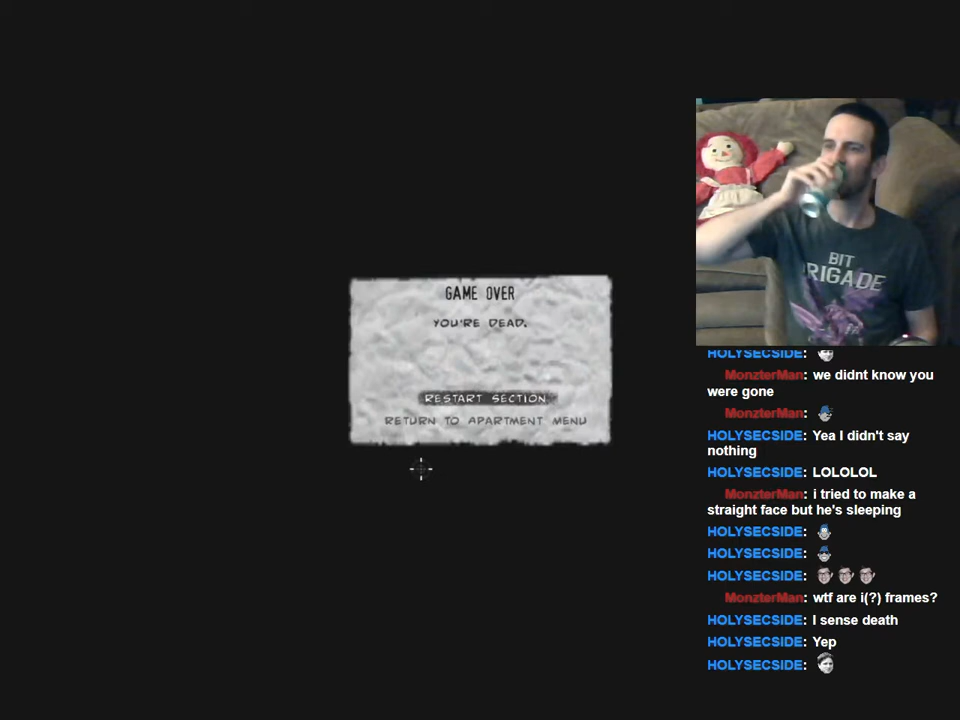 GAME OVER
YOU'RE DEAD.
RESTART SECTION
RETURN TO APARTMENT MENU
BIT
BRIGADE
HOLYSECSIDE:
MonzterMan: we didnt know you
were gone
MonzterMan:
HOLYSECSIDE: Yea I didn't say
nothing
HOLYSECSIDE: LOLOLOL
MonzterMan: i tried to make a
straight face but he's sleeping
HOLYSECSIDE:
HOLYSECSIDE:
HOLYSECSIDE:
MonzterMan: wtf are i(?) frames?
HOLYSECSIDE: I sense death
HOLYSECSIDE: Yep
HOLYSECSIDE: